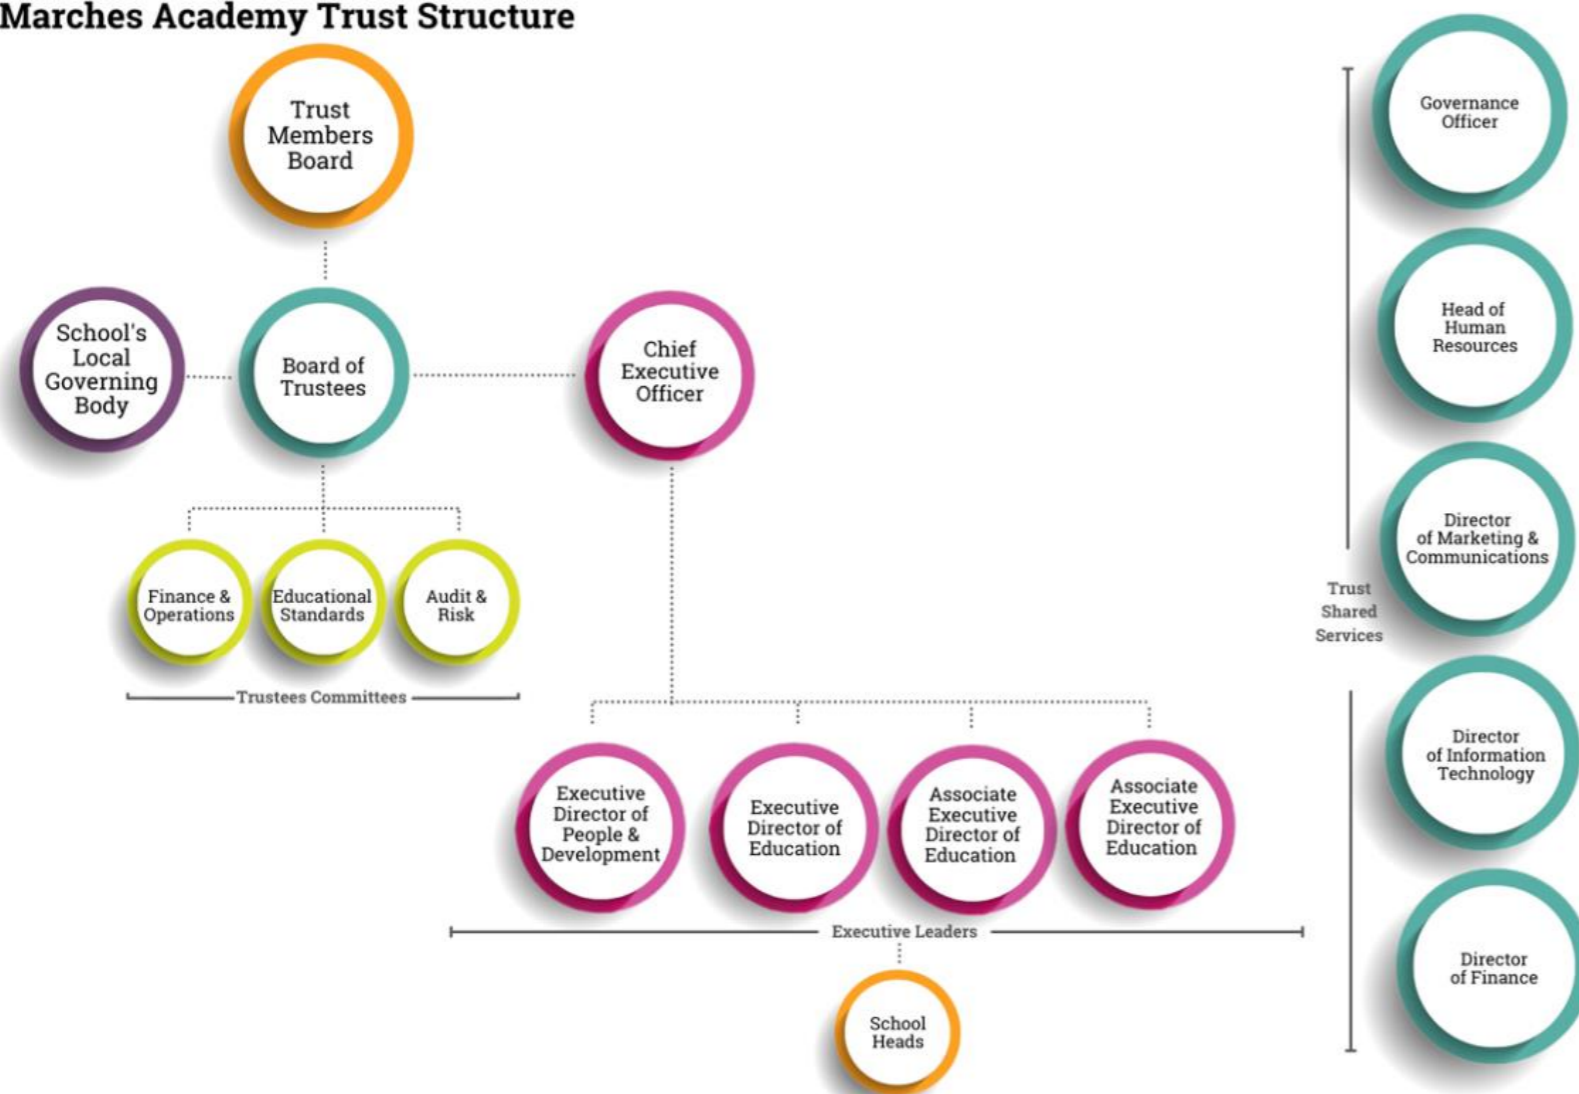 Marches Academy Trust Structure
Trust
Members
Board
School's
Local
Governing
Body
Board of
Trustees
Chief
Executive
Officer
Finance &
Operations
Educational
Standards
Audit &
Risk
Trustees Committees
Executive
Director of
People &
Development
Executive
Director of
Education
Associate
Executive
Director of
Education
Associate
Executive
Director of
Education
Executive Leaders
School
Heads
Trust
Shared
Services
Governance
Officer
Head of
Human
Resources
Director
of Marketing &
Communications
Director
of Information
Technology
Director
of Finance